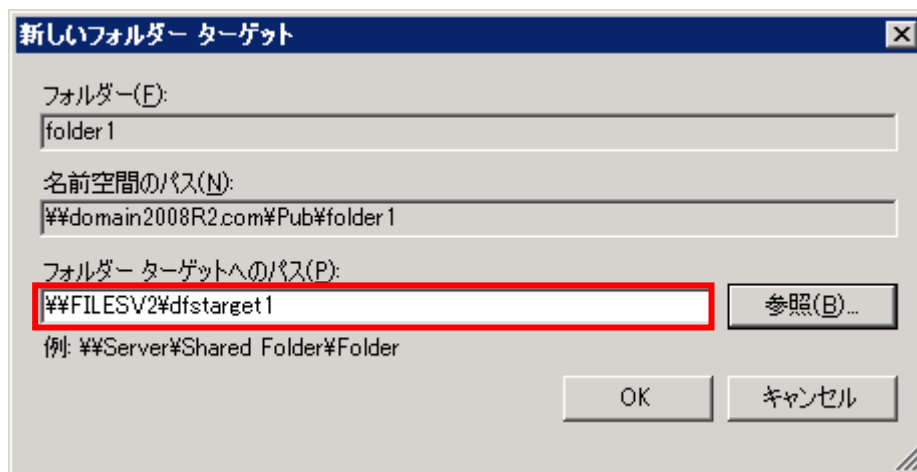 新しいフォルダー ターゲット
フォルダー(F):
folder1
名前空間のパス(N):
¥¥domain2008R2.com¥Pub¥folder1
フォルダー ターゲットへのパス(P):
¥¥FILESV2¥dfstarget1
参照(B)...
例: ¥¥Server¥Shared Folder¥Folder
OK
キャンセル